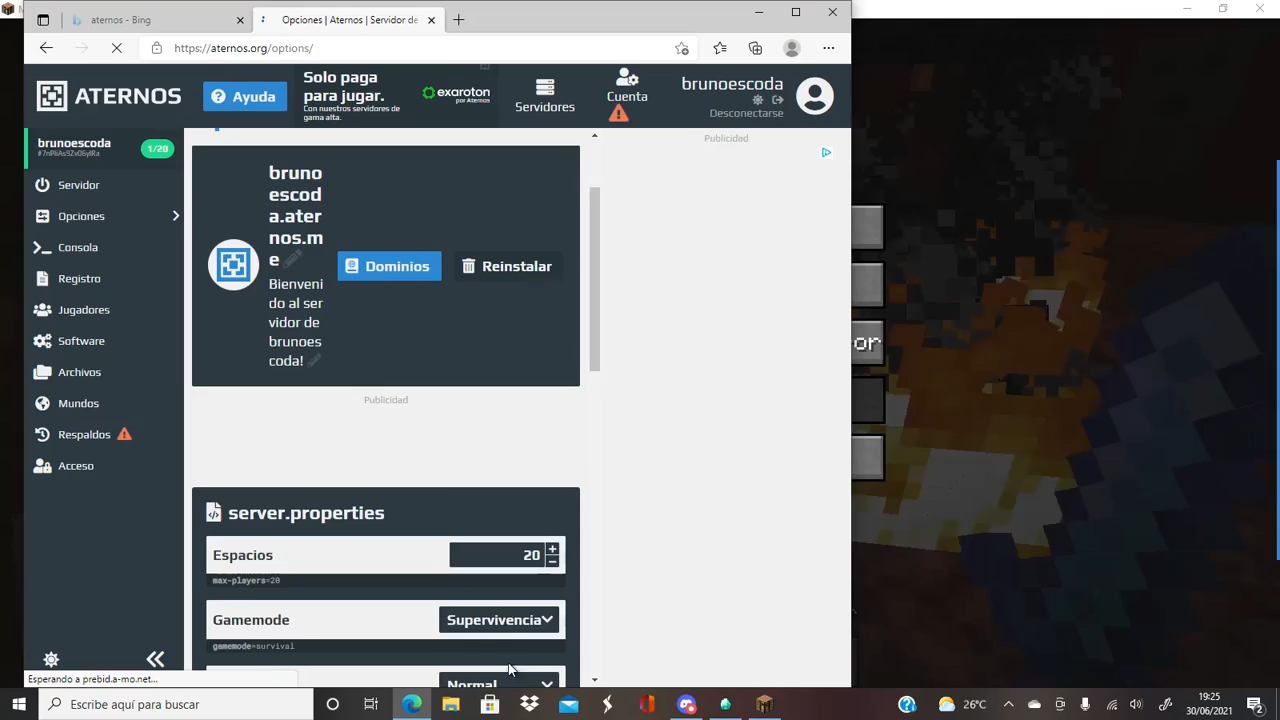 aternos - Bing
Opciones | Aternos | Servidor de
https://aternos.org/options/
ATERNOS
Ayuda
Solo paga
para jugar.
Con nuestros servidores de
gama alta.
exaroton
por Aternos
Servidores
Cuenta
brunoescoda
Desconectarse
brunoescoda
1/20
Servidor
Opciones
Consola
Registro
Jugadores
Software
Archivos
Mundos
Respaldos
Acceso
Publicidad
bruno
escod
a.ater
nos.m
e
Bienveni
do al ser
vidor de
brunoes
coda!
Dominios
Reinstalar
Publicidad
server.properties
Espacios
20
max-players=20
Gamemode
Supervivencia
gamemode=survival
Normal
or
Esperando a prebid.a-mo.net...
Escribe aquí para buscar
26°C
19:25
30/06/2021
2